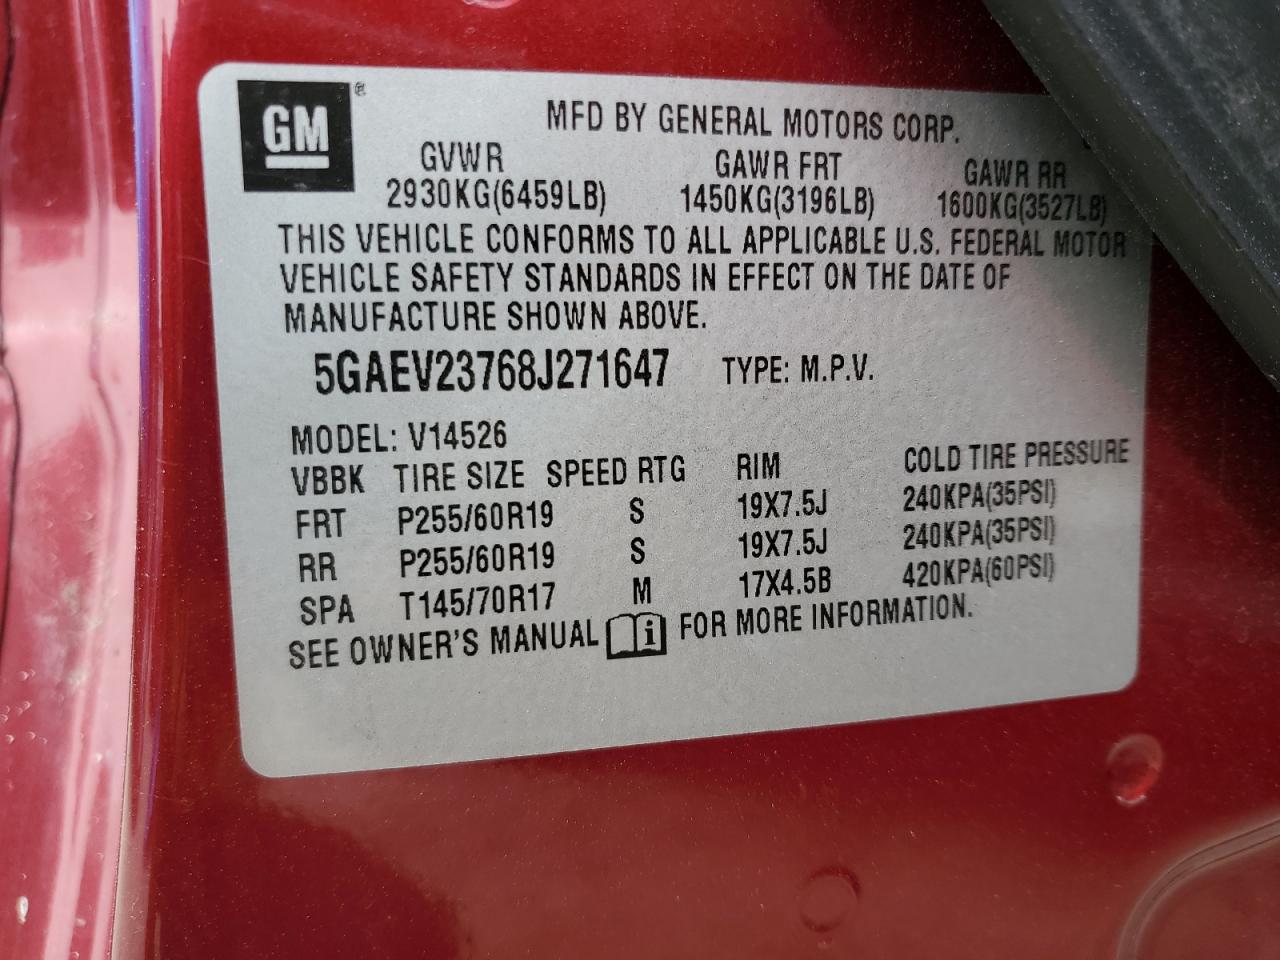 GM®
MFD BY GENERAL MOTORS CORP.
GVWR GAWR FRT GAWR RR
2930KG(6459LB) 1450KG(3196LB) 1600KG(3527LB)
THIS VEHICLE CONFORMS TO ALL APPLICABLE U.S. FEDERAL MOTOR
VEHICLE SAFETY STANDARDS IN EFFECT ON THE DATE OF
MANUFACTURE SHOWN ABOVE.
5GAEV23768J271647 TYPE: M.P.V.
MODEL: V14526
VBBK TIRE SIZE SPEED RTG RIM COLD TIRE PRESSURE
FRT P255/60R19 S 19X7.5J 240KPA(35PSI)
RR P255/60R19 S 19X7.5J 240KPA(35PSI)
SPA T145/70R17 M 17X4.5B 420KPA(60PSI)
SEE OWNER'S MANUAL i FOR MORE INFORMATION.